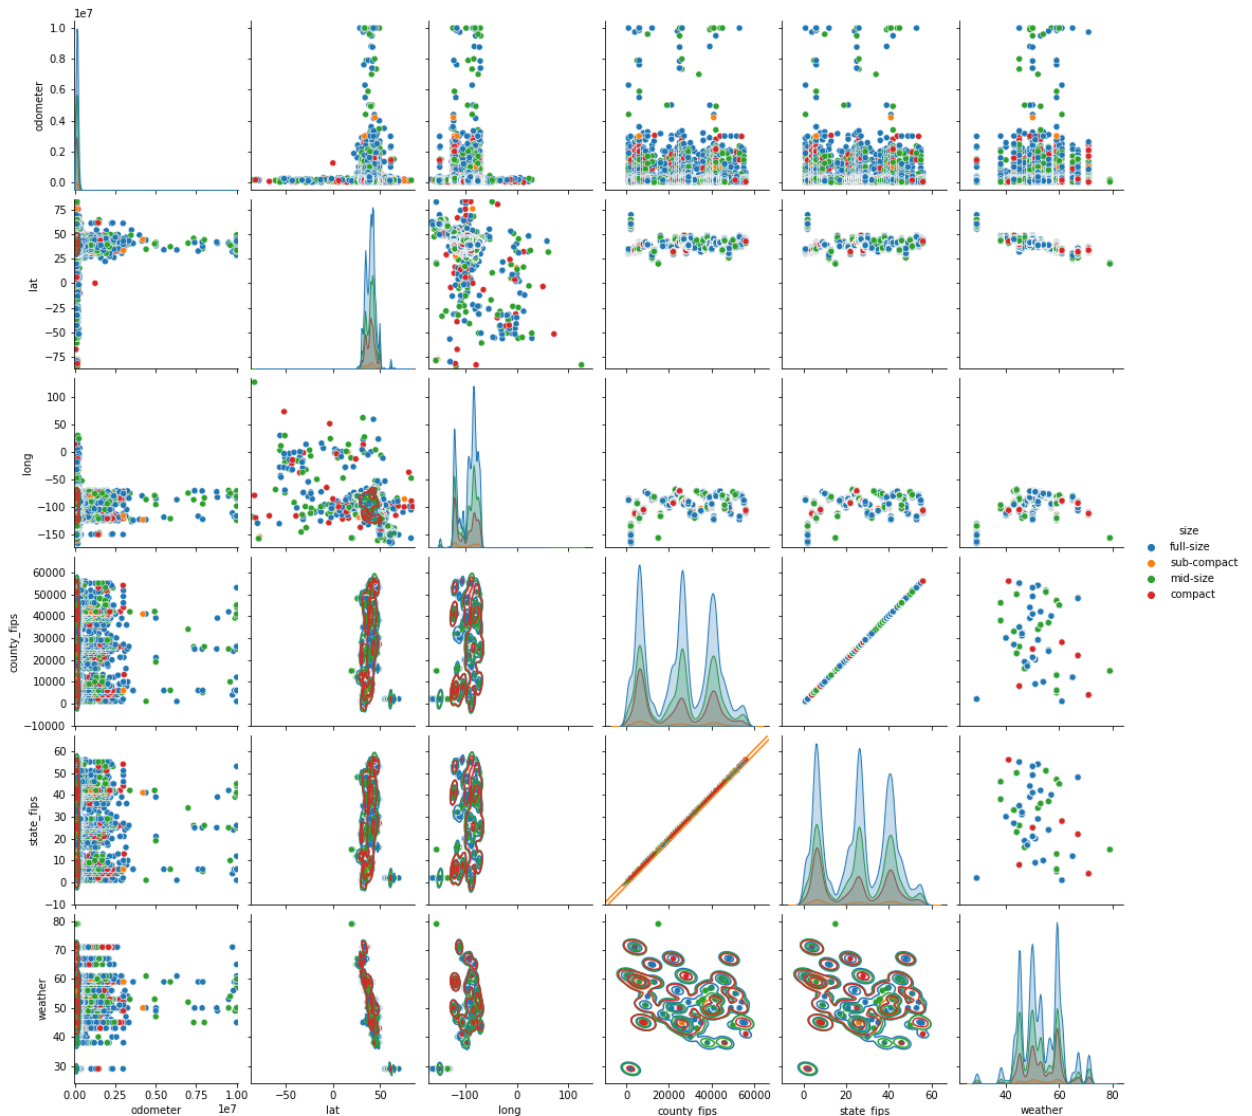 1e7
1.0
0.8
0.6
0.4
0.2
0.0
odometer
75
50
25
0
−25
−50
−75
lat
100
50
0
−50
−100
−150
long
size
full-size
sub-compact
mid-size
compact
60000
50000
40000
30000
20000
10000
0
−10000
county_fips
60
50
40
30
20
10
0
−10
state_fips
80
70
60
50
40
30
weather
0.00 0.25 0.50 0.75 1.00
odometer 1e7
−50 0 50
lat
−100 0 100
long
0 20000 40000 60000
county_fips
0 20 40 60
state_fips
40 60 80
weather